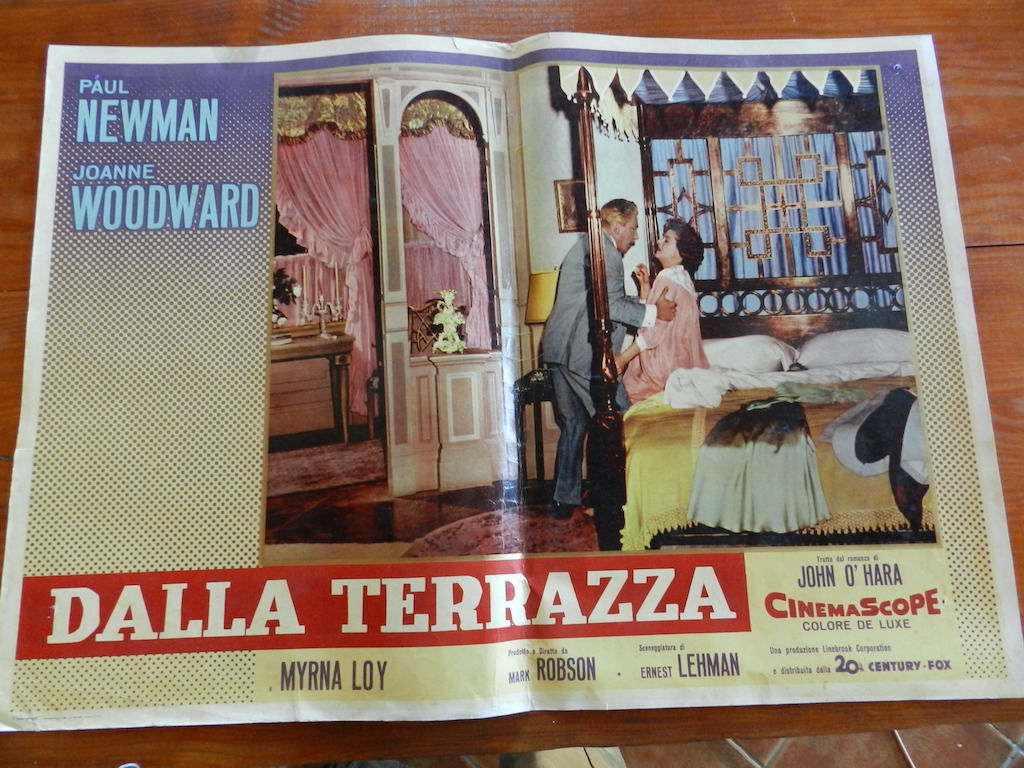 PAUL
NEWMAN
JOANNE
WOODWARD
DALLA TERRAZZA
Tratto dal romanzo di
JOHN O'HARA
CINEMASCOPE
COLORE DE LUXE
e MYRNA LOY
Prodotto e Diretto da
MARK ROBSON
Sceneggiatura di
ERNEST LEHMAN
Una produzione Linebrook Corporation
e distribuita dalla 20th CENTURY-FOX